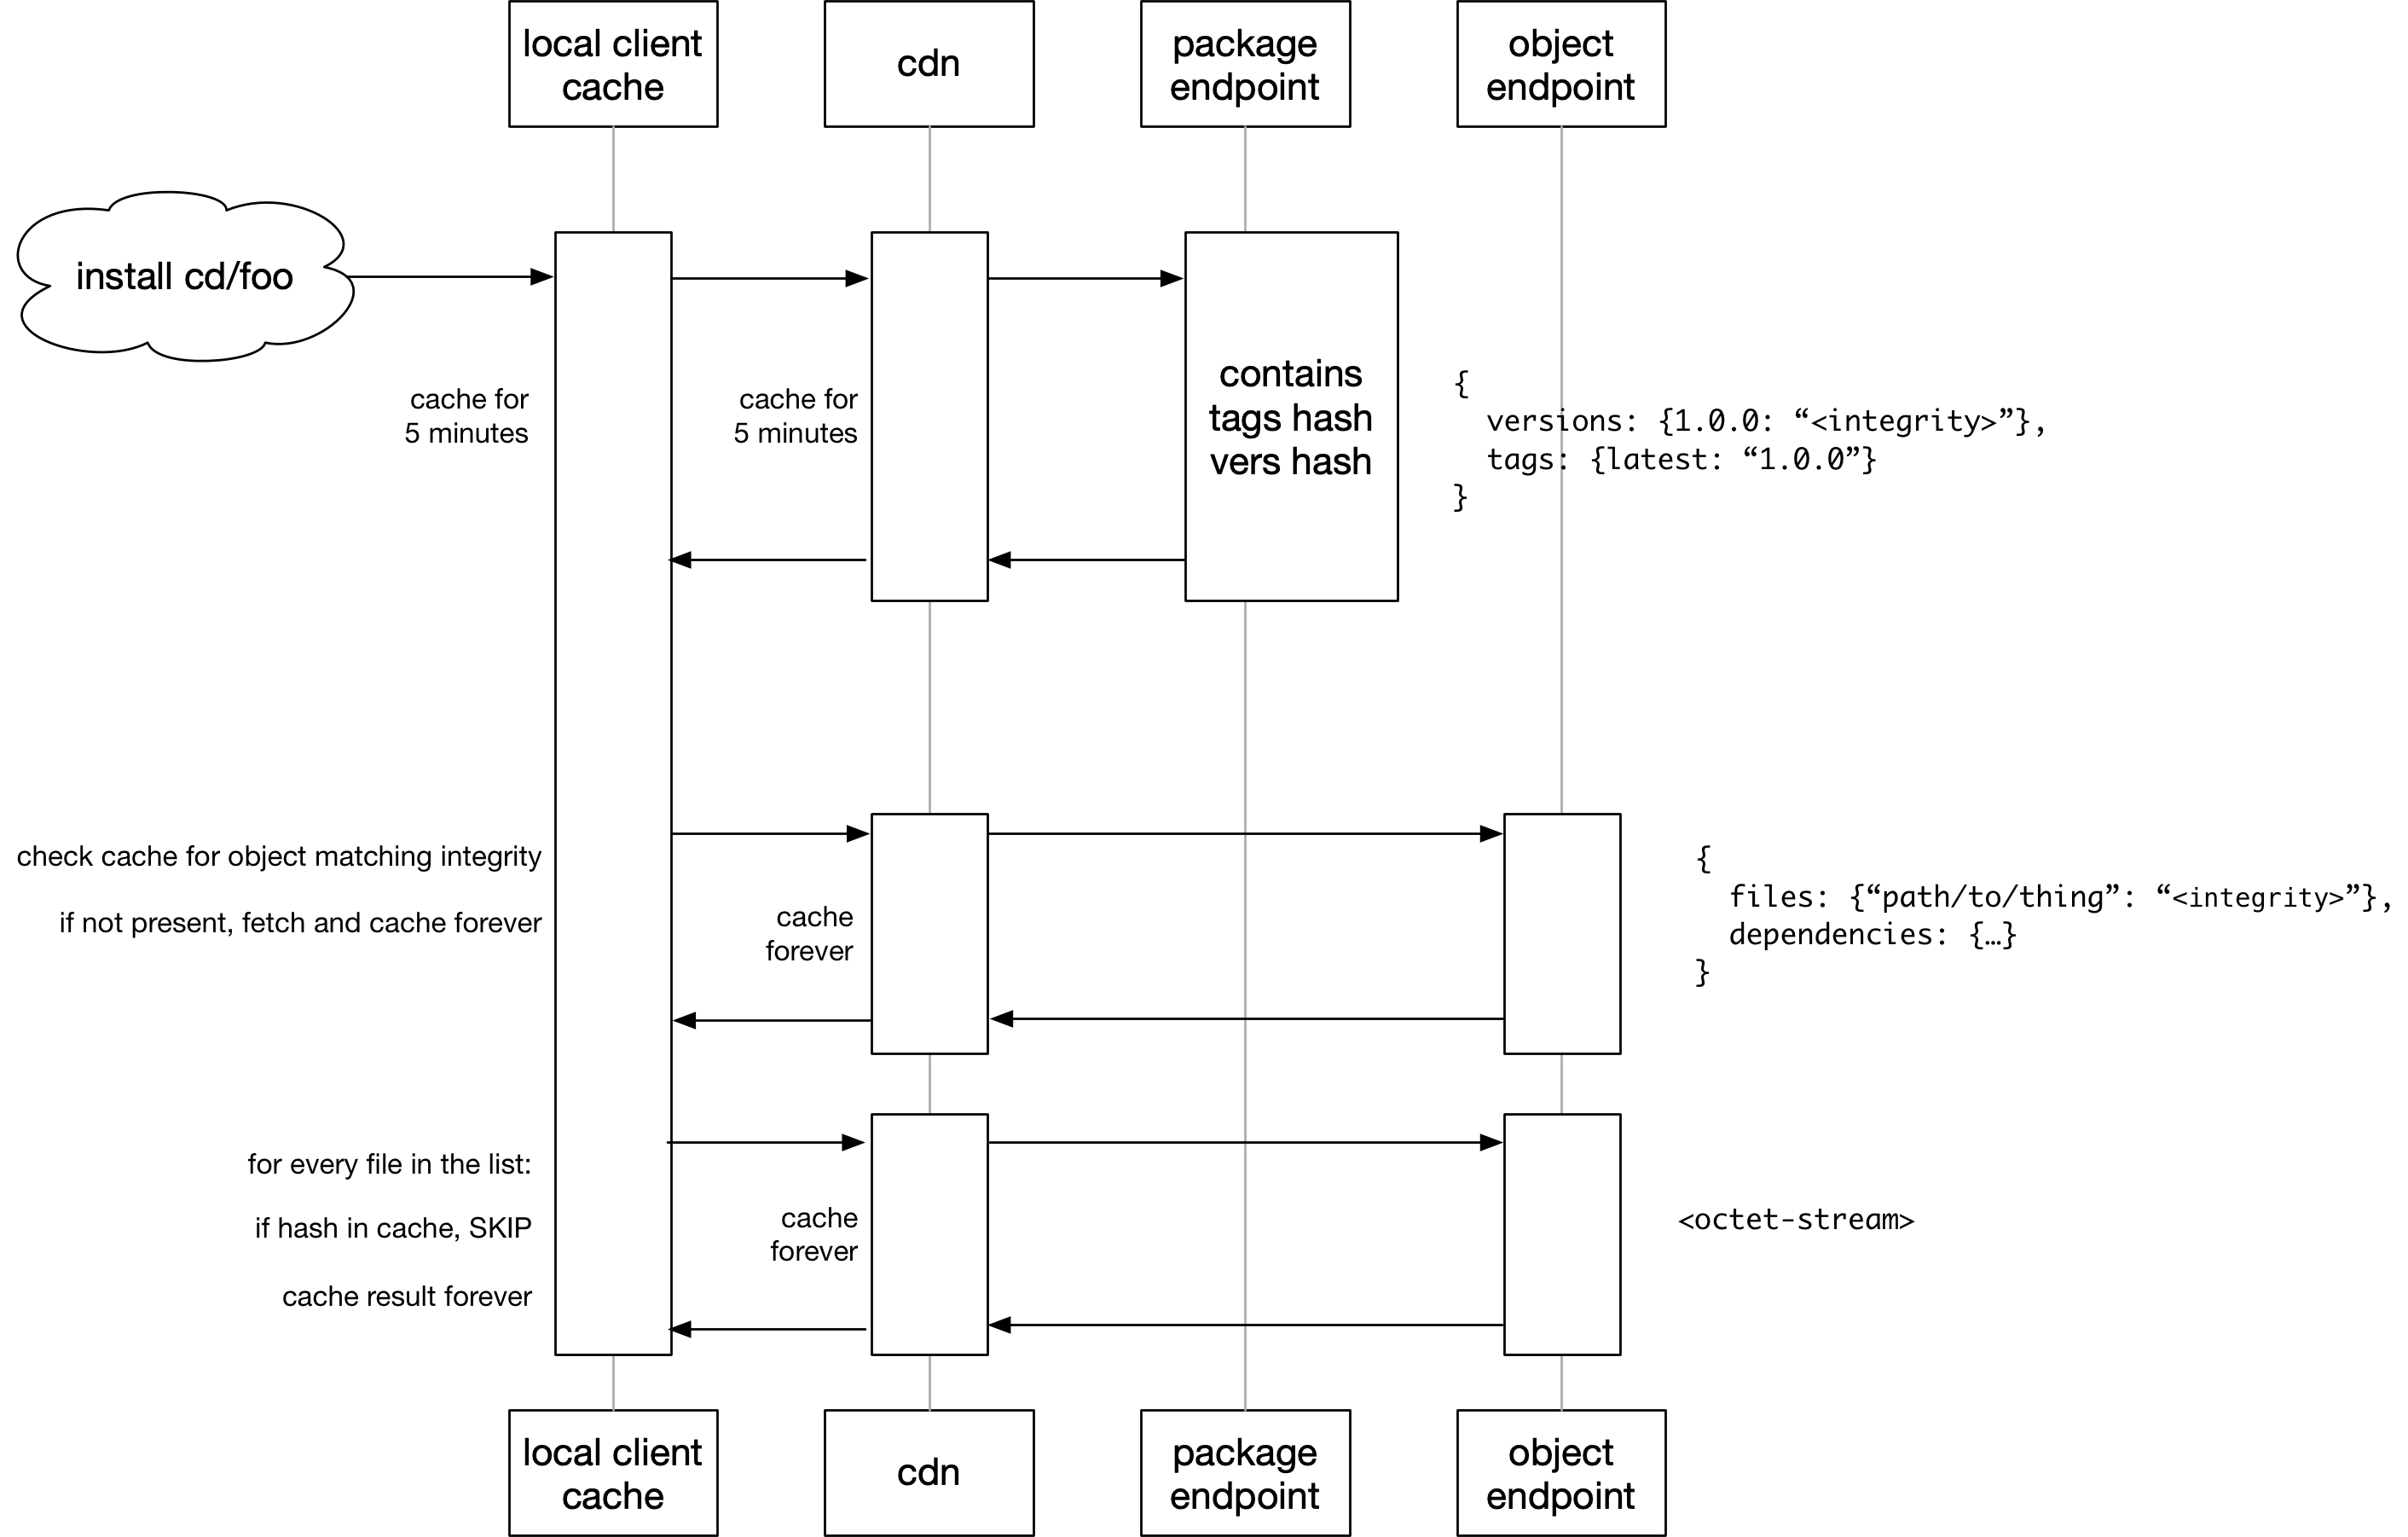 local client
cache
cdn
package
endpoint
object
endpoint
install cd/foo
cache for
5 minutes
cache for
5 minutes
contains
tags hash
vers hash
{
versions: {1.0.0: “<integrity>”},
tags: {latest: “1.0.0”}
}
check cache for object matching integrity
if not present, fetch and cache forever
cache
forever
{
files: {“path/to/thing”: “<integrity>”},
dependencies: {…}
}
for every file in the list:
if hash in cache, SKIP
cache result forever
cache
forever
<octet-stream>
local client
cache
cdn
package
endpoint
object
endpoint